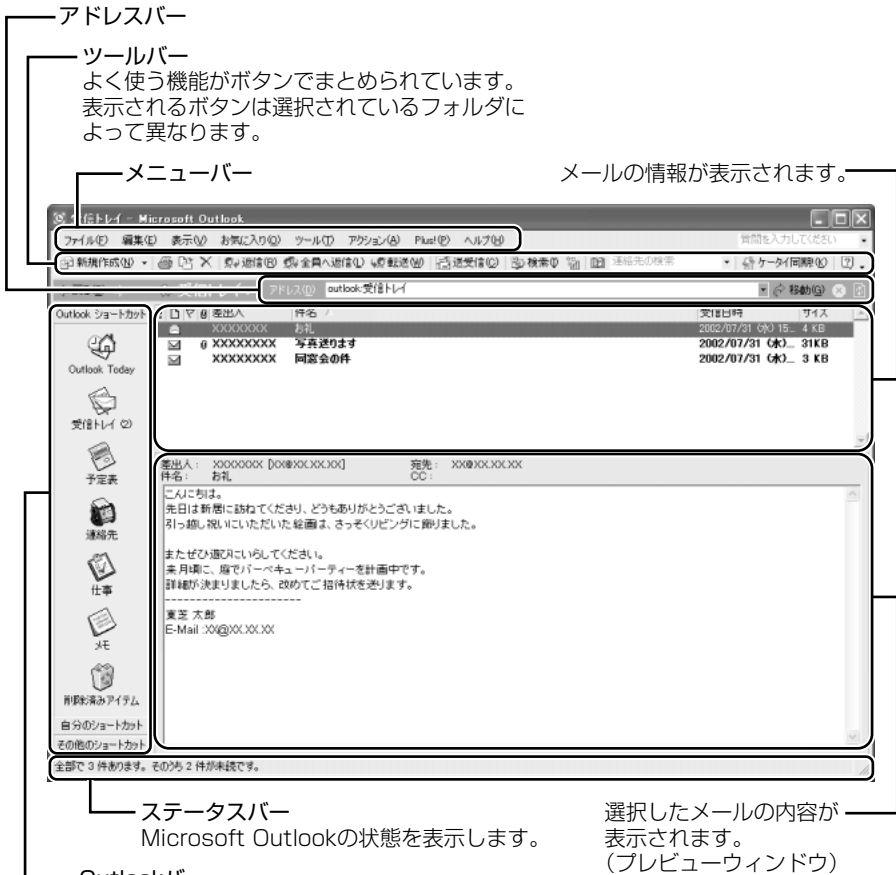 アドレスバー
ツールバー
よく使う機能がボタンでまとめられています。
表示されるボタンは選択されているフォルダに
よって異なります。
メニューバー
メールの情報が表示されます。
受信トレイ - Microsoft Outlook
ファイル(F) 編集(E) 表示(V) お気に入り(O) ツール(T) アクション(A) Plus!(P) ヘルプ(H) 質問を入力してください
新規作成(N) 返信(R) 全員へ返信(L) 転送(W) 送受信(C) 検索(I) 連絡先の検索 ケータイ同期(K)
受信トレイ アドレス(D) outlook:受信トレイ 移動(G)
Outlook ショートカット 差出人 件名 受信日時 サイズ
XXXXXXXX お礼 2002/07/31 (水) 15... 4 KB
XXXXXXXX 写真送ります 2002/07/31 (水)... 31KB
XXXXXXXX 同窓会の件 2002/07/31 (水)... 3 KB
Outlook Today
受信トレイ (2)
予定表
連絡先
仕事
メモ
削除済みアイテム
自分のショートカット
その他のショートカット
差出人: XXXXXXXX [XX@XX.XX.XX] 宛先: XX@XX.XX.XX
件名: お礼 CC:
こんにちは。
先日は新居に訪ねてくださり、どうもありがとうございました。
引っ越し祝いにいただいた絵画は、さっそくリビングに飾りました。
またぜひ遊びにいらしてください。
来月頃に、庭でバーベキューパーティーを計画中です。
詳細が決まりましたら、改めてご招待状を送ります。
-----------------------
東芝 太郎
E-Mail :XX@XX.XX.XX
全部で 3 件あります。そのうち 2 件が未読です。
ステータスバー
Microsoft Outlookの状態を表示します。
選択したメールの内容が
表示されます。
(プレビューウィンドウ)